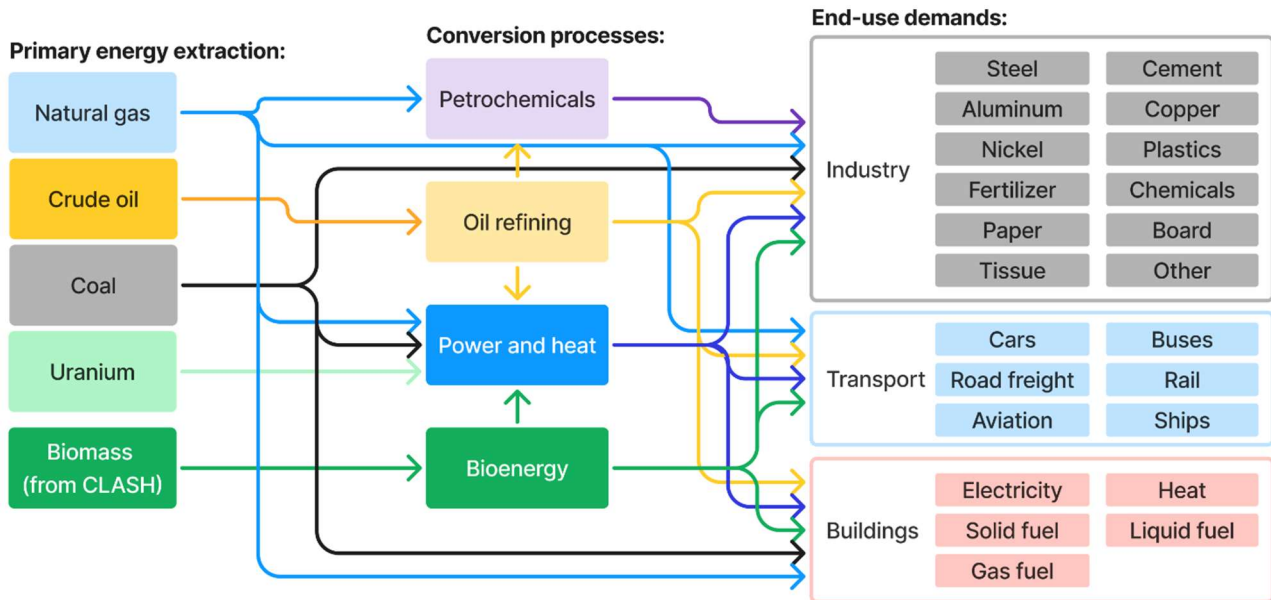 Primary energy extraction:
Natural gas
Crude oil
Coal
Uranium
Biomass
(from CLASH)
Conversion processes:
Petrochemicals
Oil refining
Power and heat
Bioenergy
End-use demands:
Industry
Steel
Cement
Aluminum
Copper
Nickel
Plastics
Fertilizer
Chemicals
Paper
Board
Tissue
Other
Transport
Cars
Buses
Road freight
Rail
Aviation
Ships
Buildings
Electricity
Heat
Solid fuel
Liquid fuel
Gas fuel